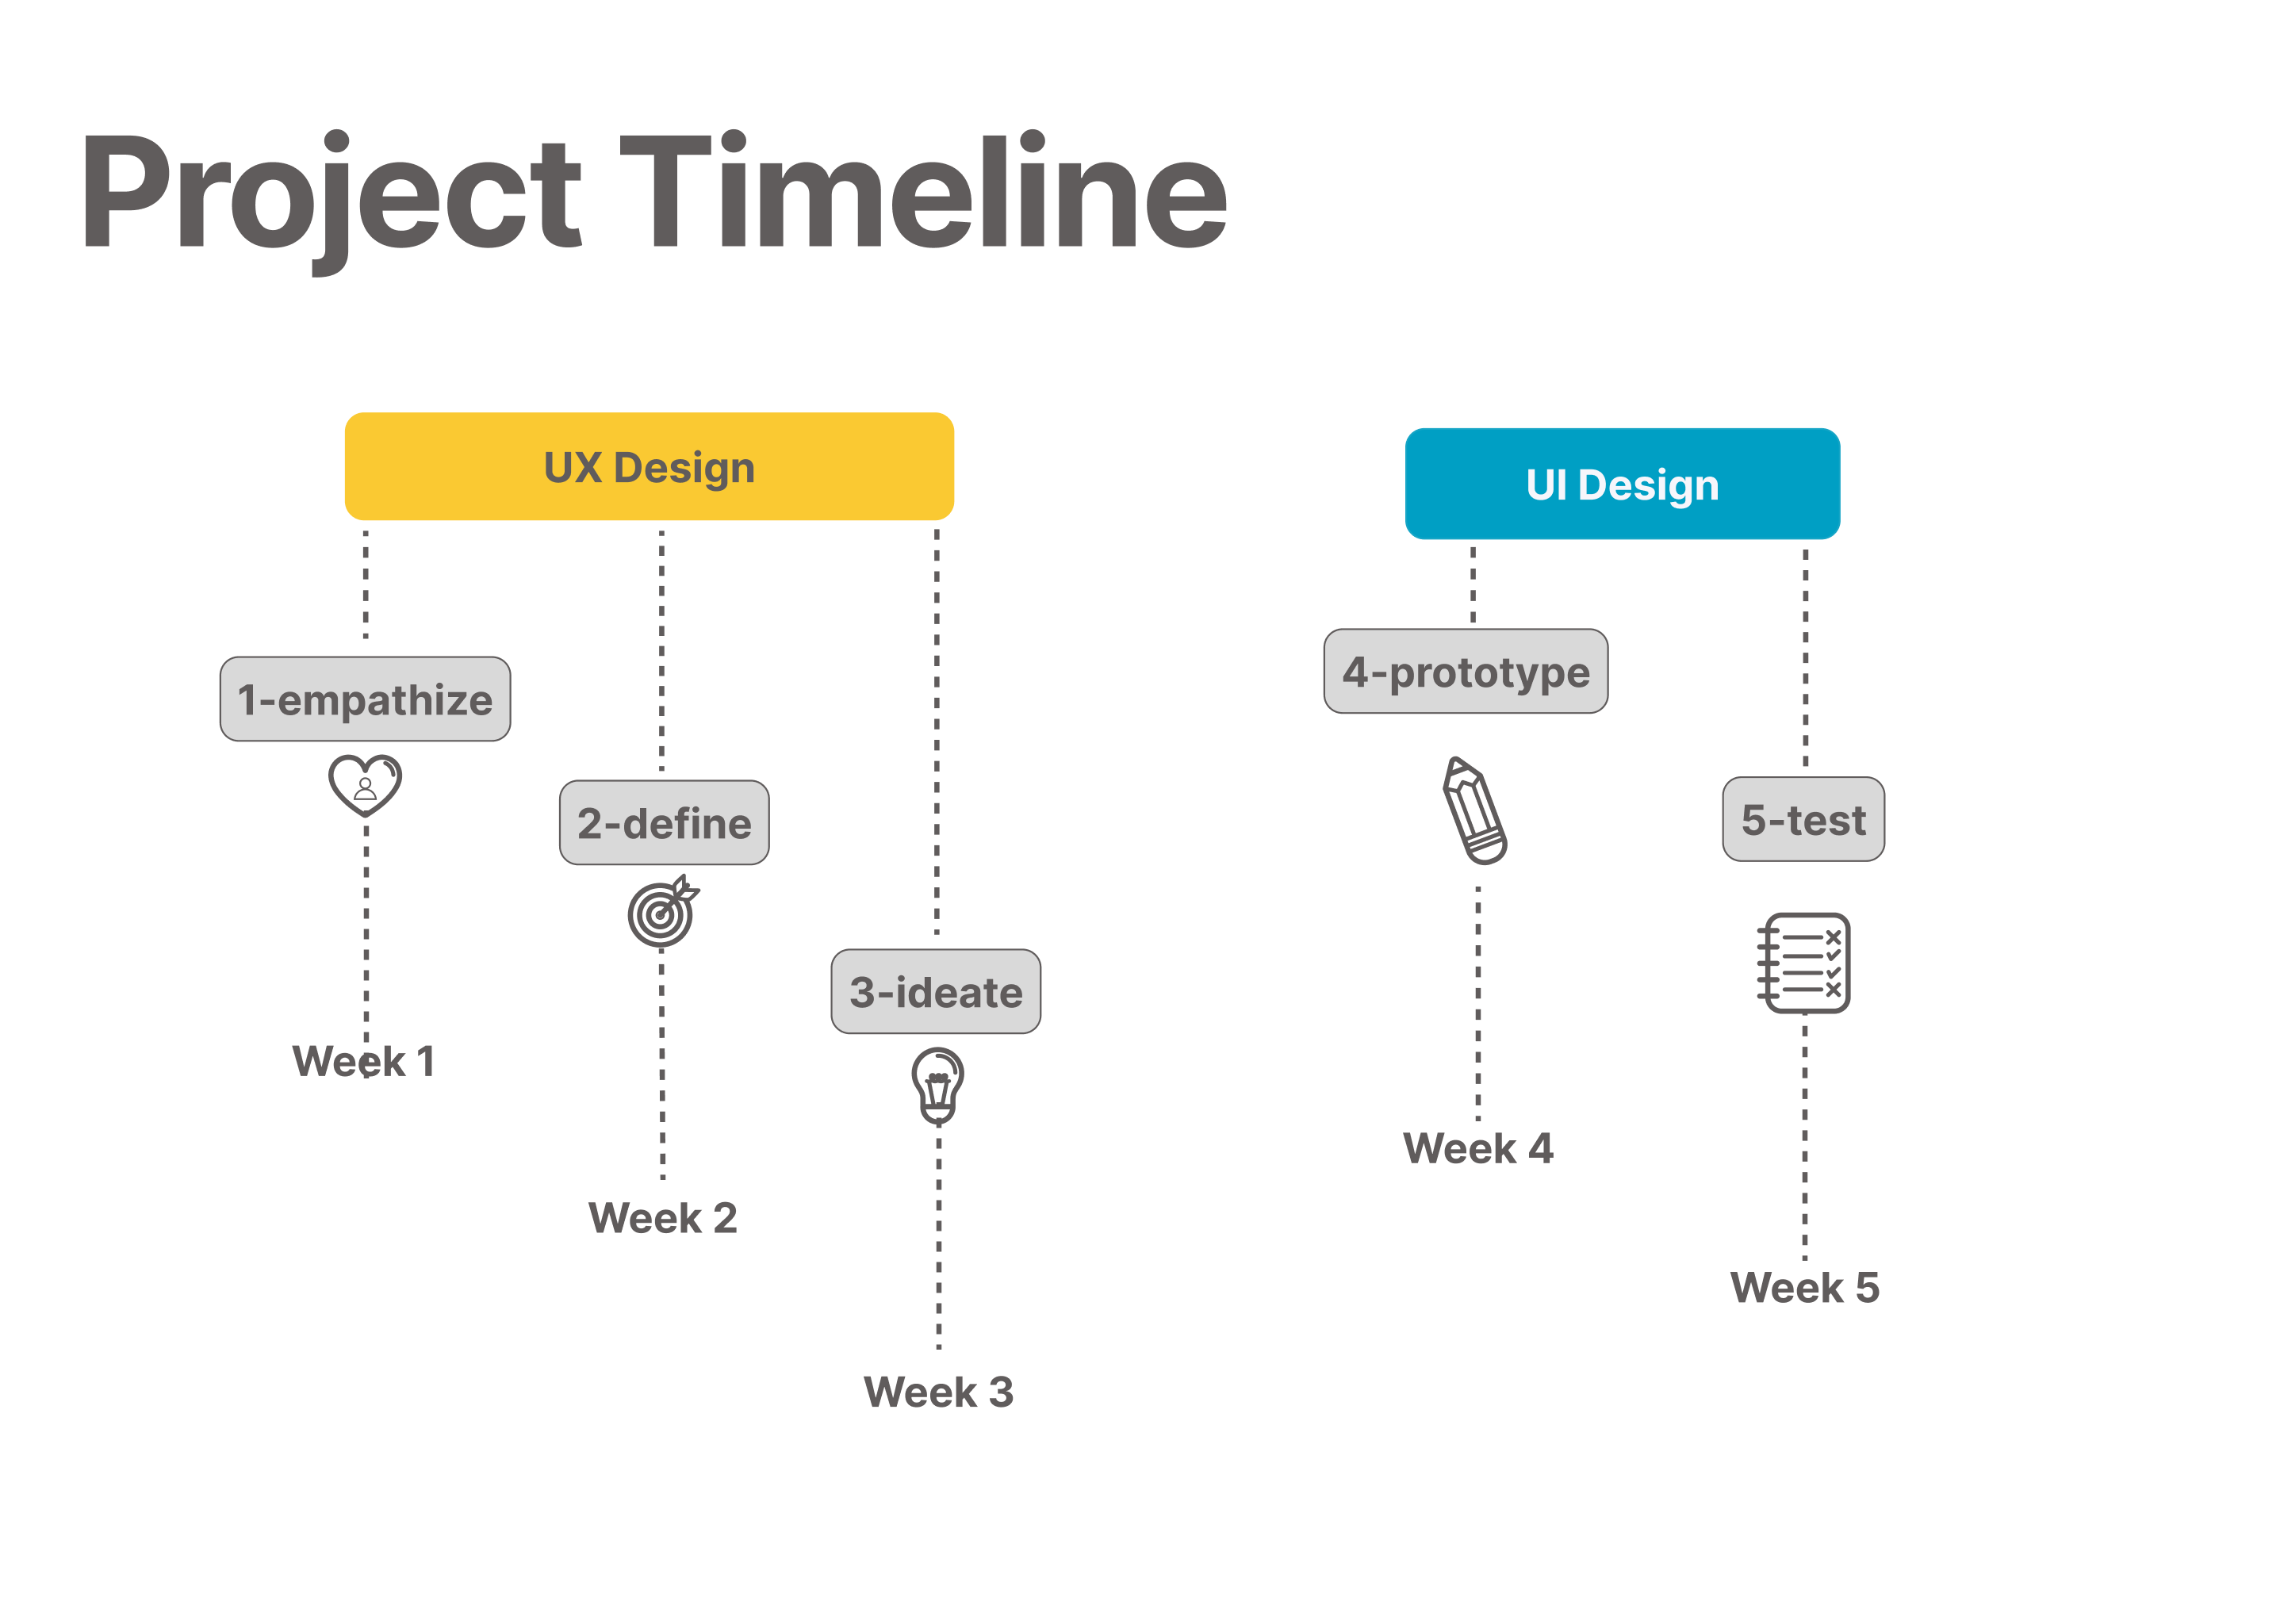 Project Timeline
UX Design
UI Design
1-empathize
2-define
3-ideate
4-prototype
5-test
Week 1
Week 2
Week 3
Week 4
Week 5